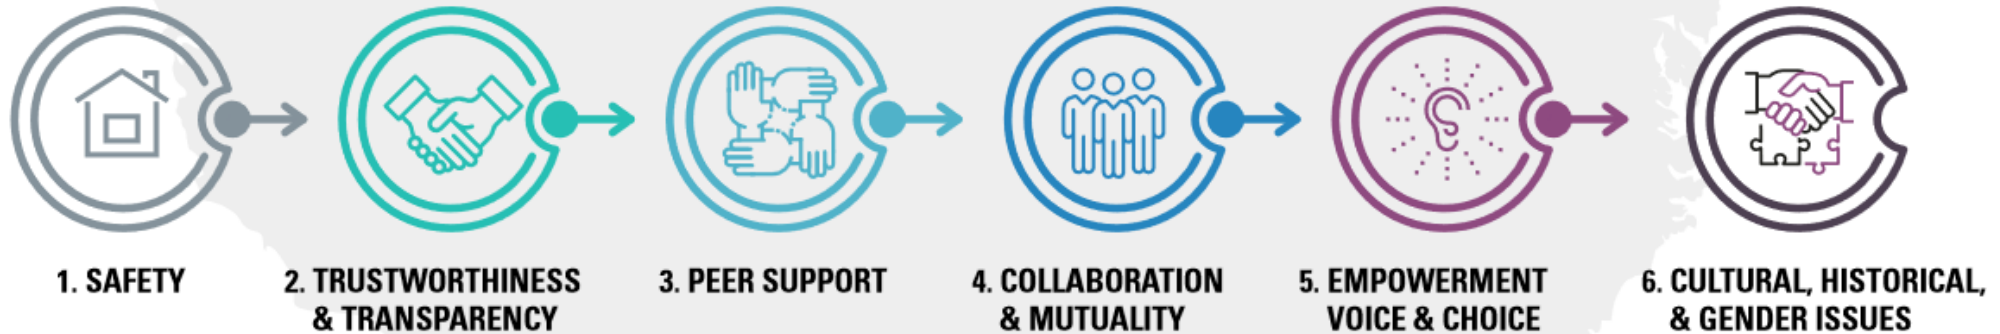 1. SAFETY
2. TRUSTWORTHINESS
& TRANSPARENCY
3. PEER SUPPORT
4. COLLABORATION
& MUTUALITY
5. EMPOWERMENT
VOICE & CHOICE
6. CULTURAL, HISTORICAL,
& GENDER ISSUES